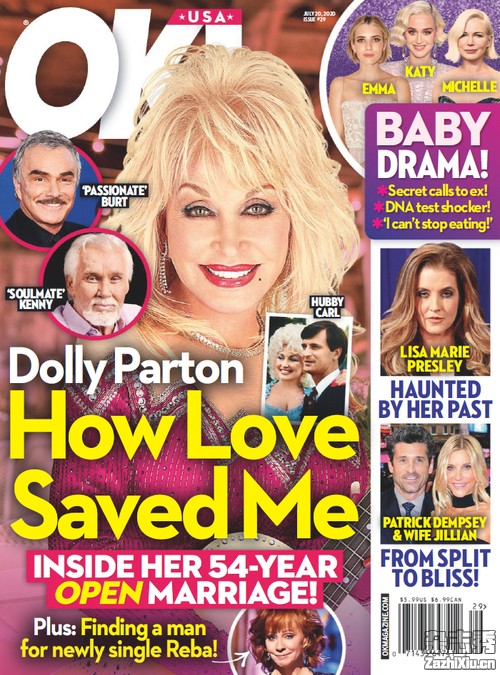 OK!
★USA★
JULY 20, 2020
ISSUE #29
EMMA
KATY
MICHELLE
BABY
DRAMA!
*Secret calls to ex!
*DNA test shocker!
*'I can't stop eating!'
'PASSIONATE'
BURT
'SOULMATE'
KENNY
HUBBY
CARL
LISA MARIE
PRESLEY
HAUNTED
BY HER PAST
Dolly Parton
How Love
Saved Me
INSIDE HER 54-YEAR
OPEN MARRIAGE!
Plus: Finding a man
for newly single Reba!
PATRICK DEMPSEY
& WIFE JILLIAN
FROM SPLIT
TO BLISS!
$5.99US $6.99CAN
29>
OKMAGAZINE.COM
ZaZhiXiu.cn